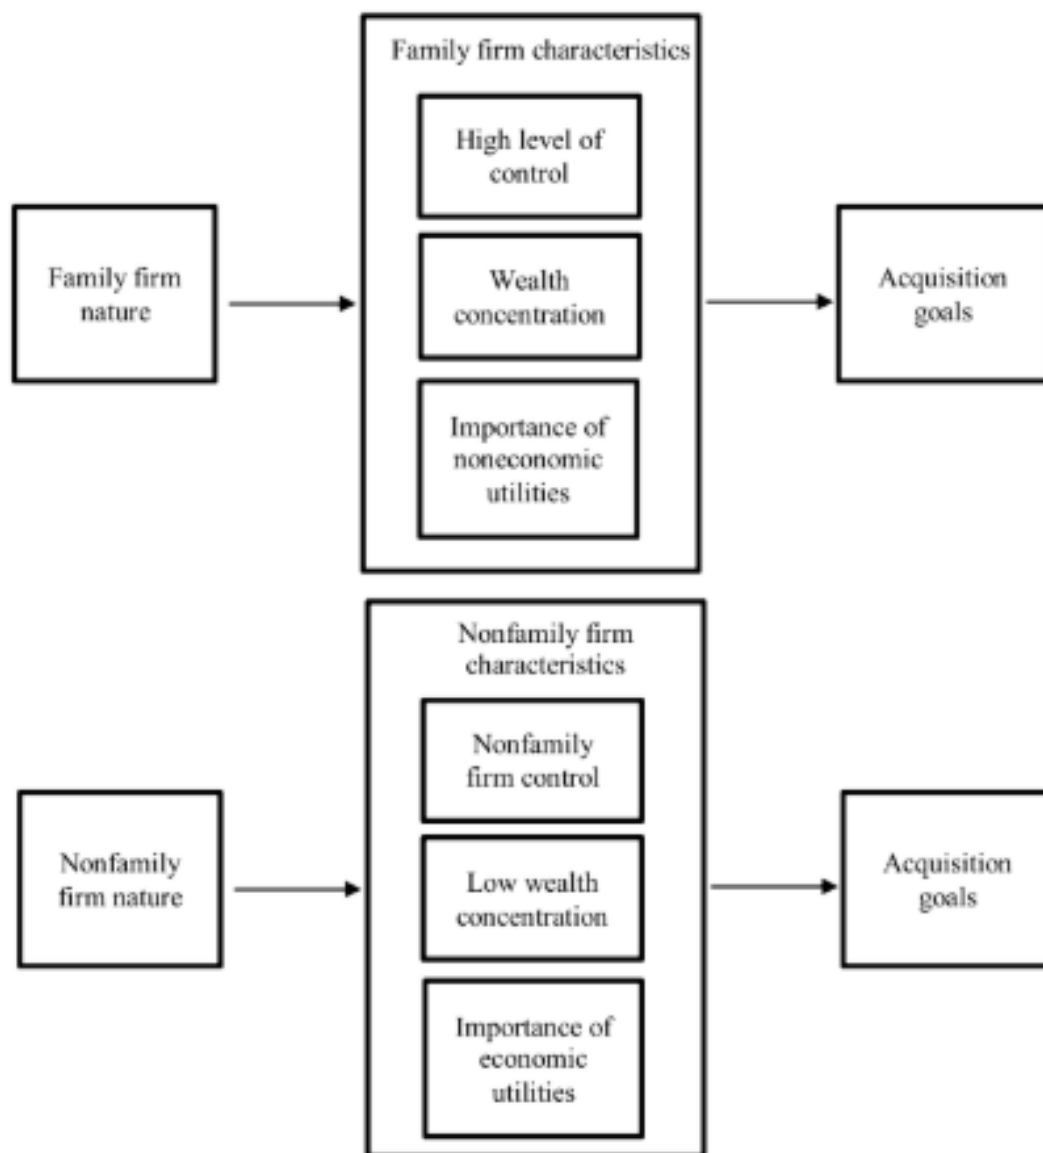 Family firm characteristics
High level of
control
Family firm
nature
Wealth
concentration
Acquisition
goals
Importance of
noneconomic
utilities
Nonfamily firm
characteristics
Nonfamily
firm control
Nonfamily
firm nature
Low wealth
concentration
Acquisition
goals
Importance of
economic
utilities